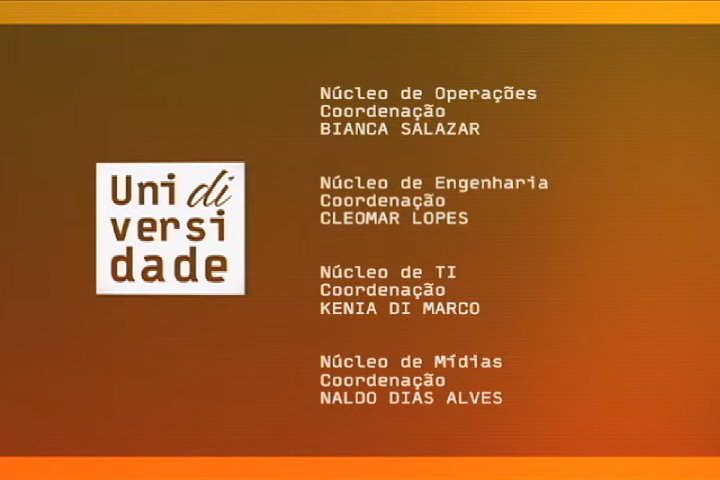 Uni di
versi
dade
Núcleo de Operações
Coordenação
BIANCA SALAZAR
Núcleo de Engenharia
Coordenação
CLEOMAR LOPES
Núcleo de TI
Coordenação
KENIA DI MARCO
Núcleo de Mídias
Coordenação
NALDO DIAS ALVES